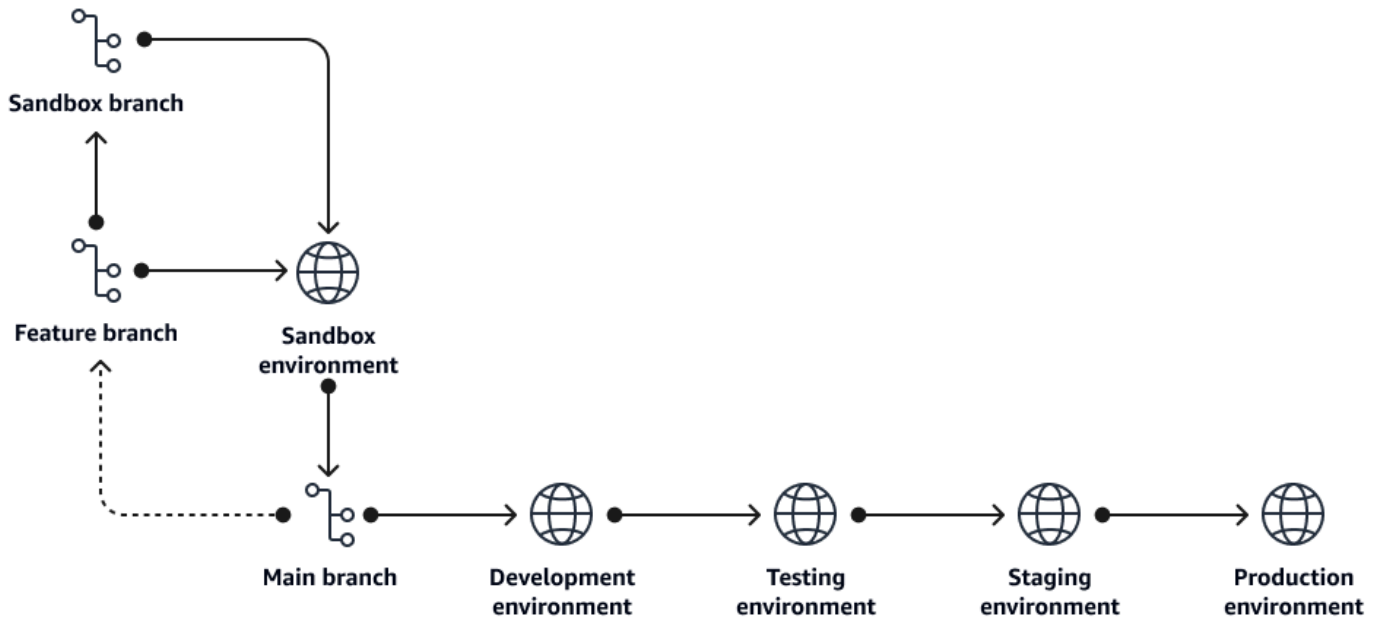 Sandbox branch
Feature branch
Sandbox
environment
Main branch
Development
environment
Testing
environment
Staging
environment
Production
environment